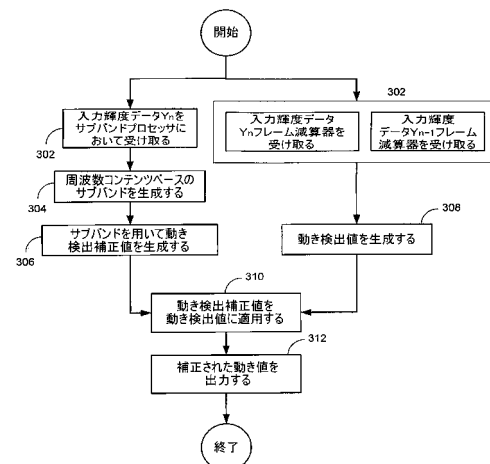 開始
入力輝度データYnを
サブバンドプロセッサに
おいて受け取る
302
302
入力輝度データ
Ynフレーム減算器を
受け取る
入力輝度
データYn-1フレーム
減算器を受け取る
周波数コンテンツベースの
サブバンドを生成する
304
サブバンドを用いて動き
検出補正値を生成する
306
動き検出値を生成する
308
310
動き検出補正値を
動き検出値に適用する
312
補正された動き値を
出力する
終了